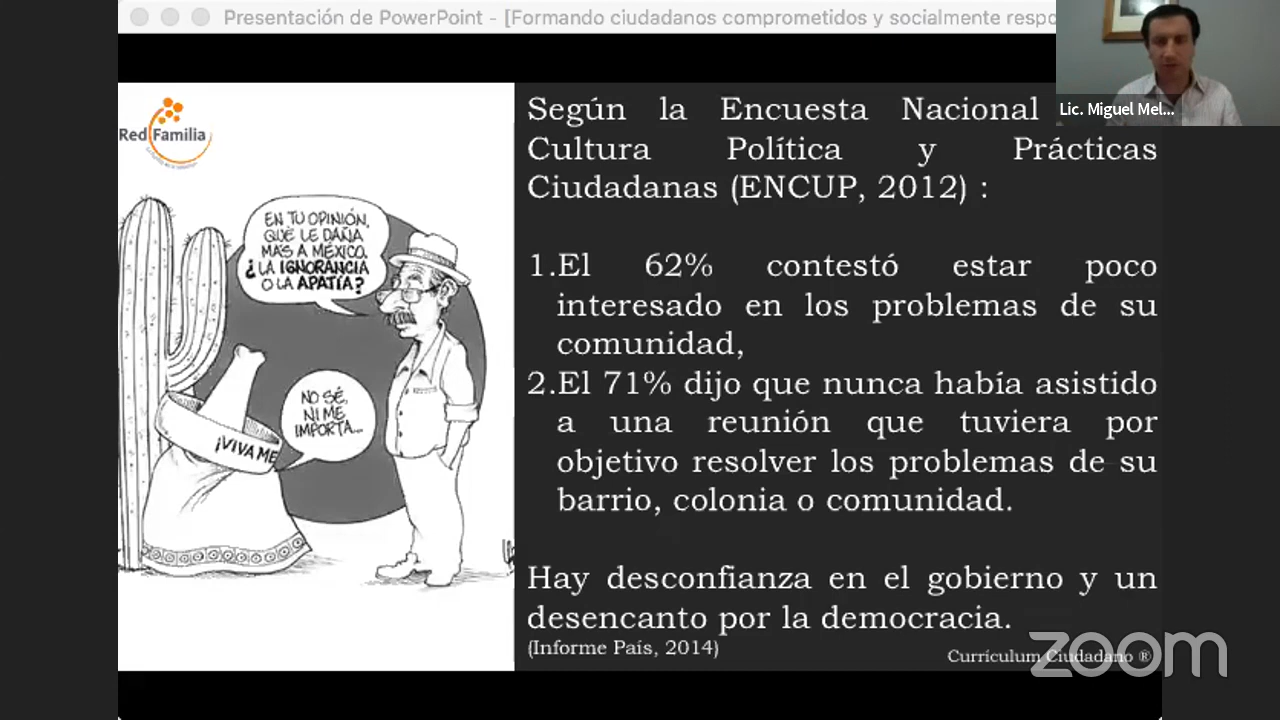 Presentación de PowerPoint - [Formando ciudadanos comprometidos y socialmente respo
Lic. Miguel Mel...
Red Familia
EN TU OPINIÓN,
QUÉ LE DAÑA
MÁS A MÉXICO.
¿LA IGNORANCIA
O LA APATÍA?
NO SÉ,
NI ME
IMPORTA...
¡VIVA ME
Según la Encuesta Nacional
Cultura Política y Prácticas
Ciudadanas (ENCUP, 2012) :
1.El 62% contestó estar poco
interesado en los problemas de su
comunidad,
2.El 71% dijo que nunca había asistido
a una reunión que tuviera por
objetivo resolver los problemas de su
barrio, colonia o comunidad.
Hay desconfianza en el gobierno y un
desencanto por la democracia.
(Informe País, 2014)
Currículum Ciudadano ®
zoom